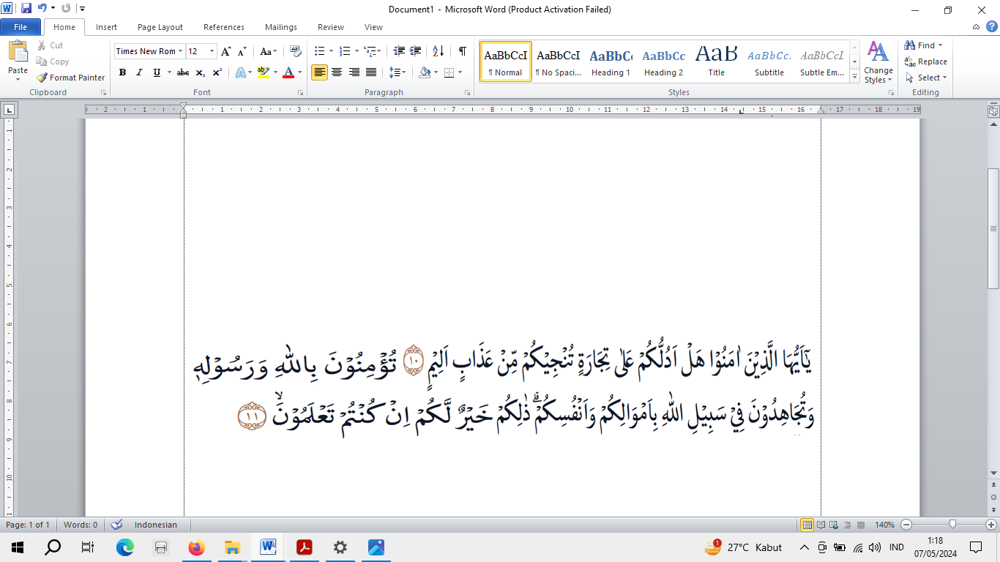 Document1 - Microsoft Word (Product Activation Failed)
File Home Insert Page Layout References Mailings Review View
Paste Cut Copy Format Painter Clipboard
Times New Rom 12 Aa Font
B I U abc x₂ x² A ab A
Paragraph
AaBbCcI AaBbCcI AaBbCc AaBbCc AaB AaBbCcI AaBbCcI
¶ Normal ¶ No Spaci... Heading 1 Heading 2 Title Subtitle Subtle Em...
Change Styles Styles
Find Replace Select Editing
2 1 1 2 3 4 5 6 7 8 9 10 11 12 13 14 15 16 17 18 19
1 2 3 4 5 6 7 8 9 10
يٰٓاَيُّهَا الَّذِيْنَ اٰمَنُوْا هَلْ اَدُلُّكُمْ عَلٰى تِجَارَةٍ تُنْجِيْكُمْ مِّنْ عَذَابٍ اَلِيْمٍ ١٠ تُؤْمِنُوْنَ بِاللّٰهِ وَرَسُوْلِهٖ
وَتُجَاهِدُوْنَ فِيْ سَبِيْلِ اللّٰهِ بِاَمْوَالِكُمْ وَاَنْفُسِكُمْۗ ذٰلِكُمْ خَيْرٌ لَّكُمْ اِنْ كُنْتُمْ تَعْلَمُوْنَۙ ١١
Page: 1 of 1 Words: 0 Indonesian 140%
1 27°C Kabut IND 1:18
07/05/2024